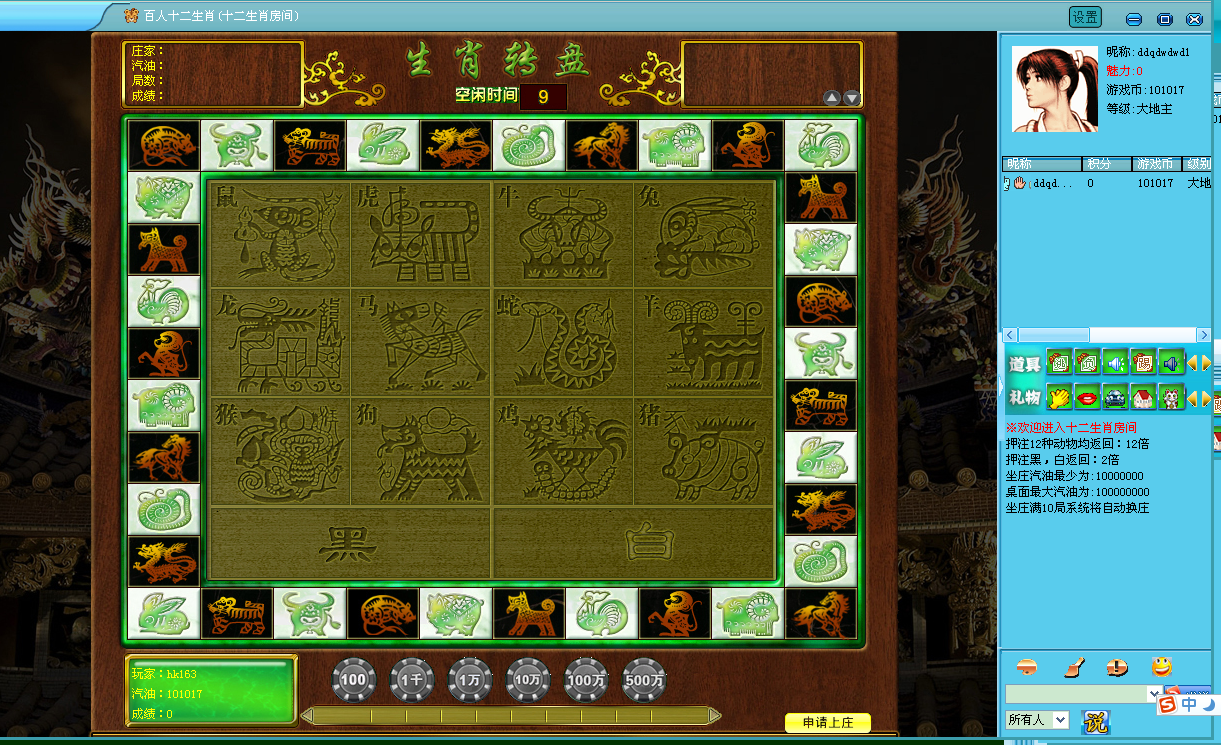 百人十二生肖(十二生肖房间)
设置
庄家：
汽油：
局数：
成绩：
生肖转盘
空闲时间 9
鼠 虎 牛 兔
龙 马 蛇 羊
猴 狗 鸡 猪
黑 白
玩家：hk163
汽油：101017
成绩：0
100 1千 1万 10万 100万 500万
申请上庄
昵称:ddqdwdwd1
魅力:0
游戏币:101017
等级:大地主
昵称 积分 游戏币 级别
ddqd... 0 101017 大地
道具
礼物
※欢迎进入十二生肖房间
押注12种动物均返回：12倍
押注黑，白返回：2倍
坐庄汽油最少为:10000000
桌面最大汽油为:100000000
坐庄满10局系统将自动换庄
中
所有人
说